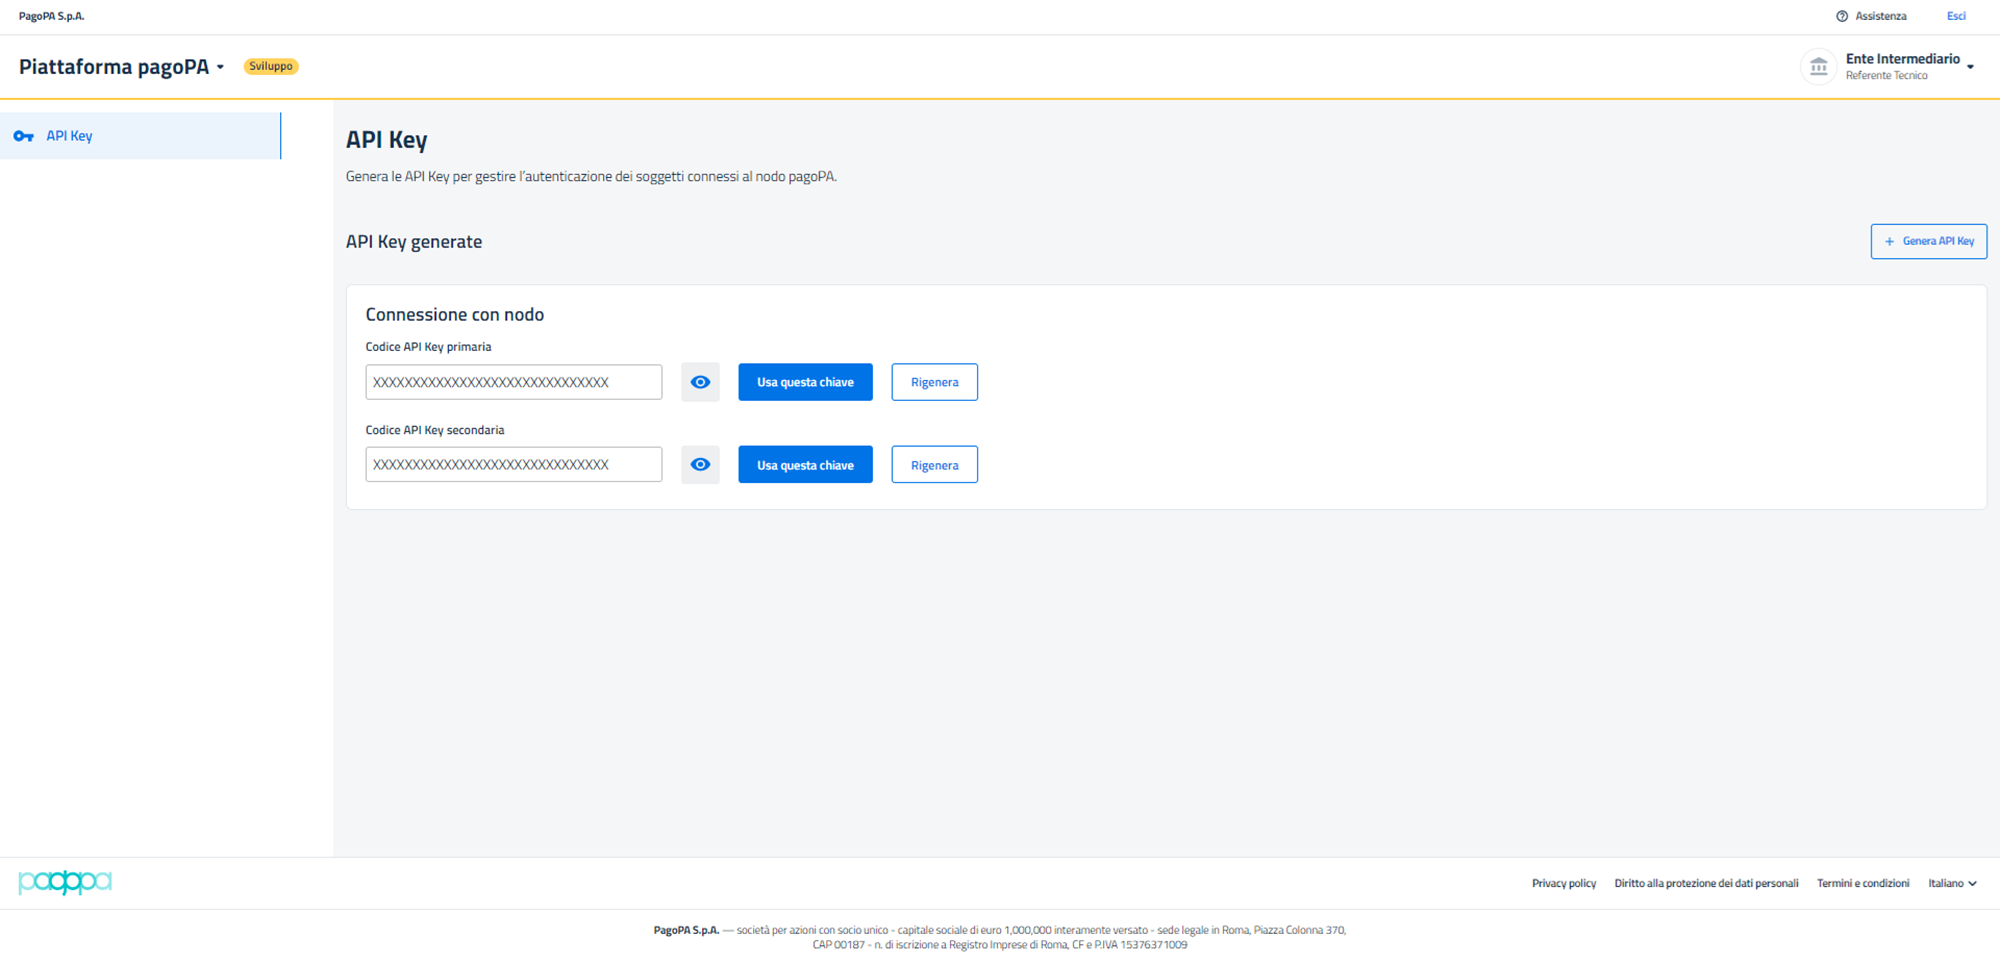 PagoPA S.p.A.
Assistenza
Esci
Piattaforma pagoPA
Sviluppo
Ente Intermediario
Referente Tecnico
API Key
API Key
Genera le API Key per gestire l'autenticazione dei soggetti connessi al nodo pagoPA.
API Key generate
+ Genera API Key
Connessione con nodo
Codice API Key primaria
XXXXXXXXXXXXXXXXXXXXXXXXXXXXXX
Usa questa chiave
Rigenera
Codice API Key secondaria
XXXXXXXXXXXXXXXXXXXXXXXXXXXXXX
Usa questa chiave
Rigenera
pagopa
Privacy policy
Diritto alla protezione dei dati personali
Termini e condizioni
Italiano
PagoPA S.p.A. — società per azioni con socio unico - capitale sociale di euro 1,000,000 interamente versato - sede legale in Roma, Piazza Colonna 370,
CAP 00187 - n. di iscrizione a Registro Imprese di Roma, CF e P.IVA 15376371009